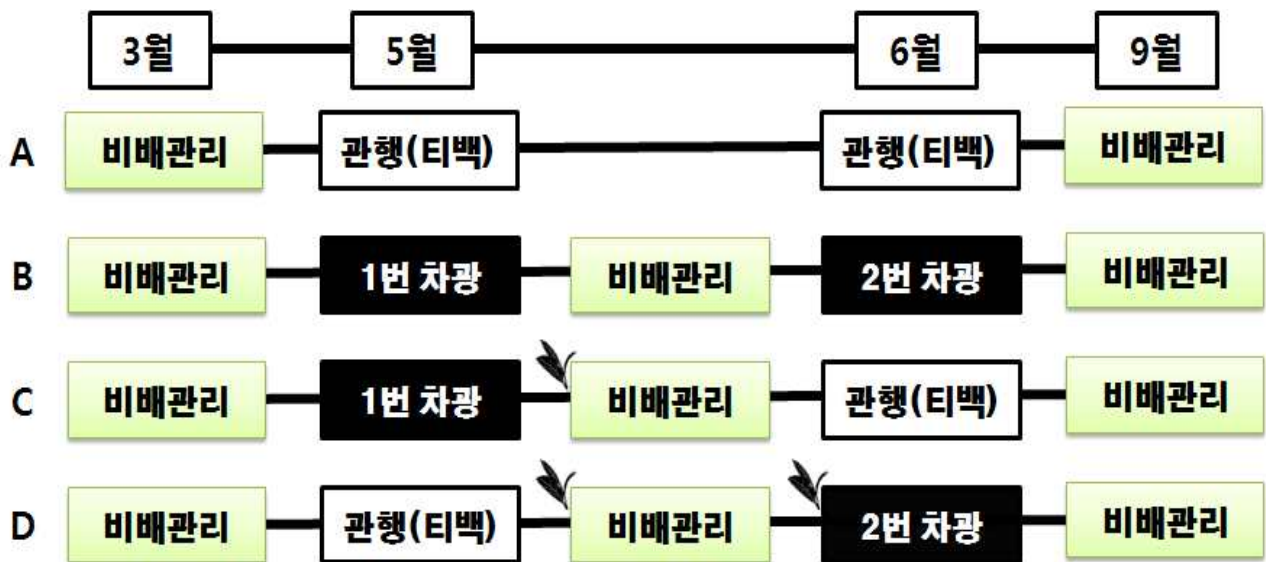 3월 5월 6월 9월
A 비배관리 관행(티백) 관행(티백) 비배관리
B 비배관리 1번 차광 비배관리 2번 차광 비배관리
C 비배관리 1번 차광 비배관리 관행(티백) 비배관리
D 비배관리 관행(티백) 비배관리 2번 차광 비배관리